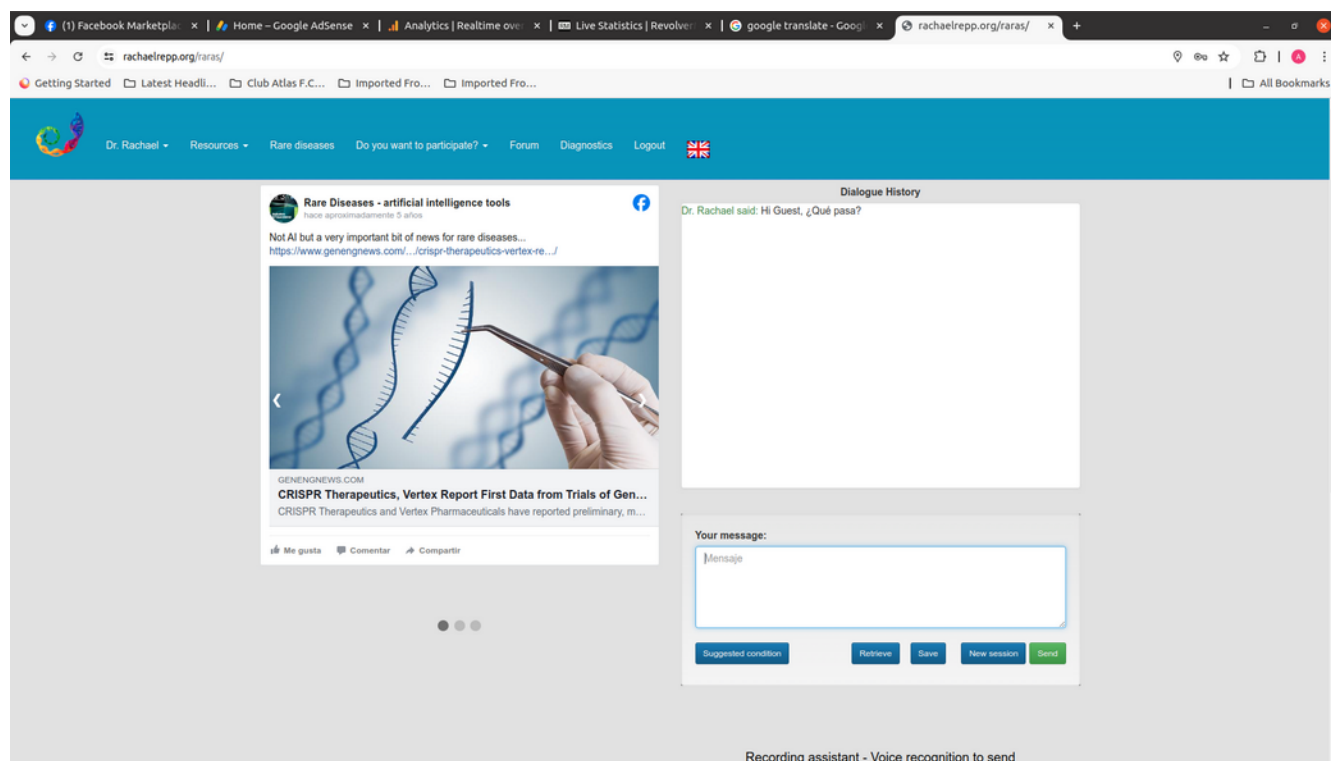 (1) Facebook Marketplac
Home – Google AdSense
Analytics | Realtime over
Live Statistics | Revolver
google translate - Googl
rachaelrepp.org/raras/
rachaelrepp.org/raras/
Getting Started
Latest Headli...
Club Atlas F.C...
Imported Fro...
Imported Fro...
All Bookmarks
Dr. Rachael
Resources
Rare diseases
Do you want to participate?
Forum
Diagnostics
Logout
Rare Diseases - artificial intelligence tools
hace aproximadamente 5 años
Not AI but a very important bit of news for rare diseases...
https://www.genengnews.com/.../crispr-therapeutics-vertex-re.../
GENENGNEWS.COM
CRISPR Therapeutics, Vertex Report First Data from Trials of Gen...
CRISPR Therapeutics and Vertex Pharmaceuticals have reported preliminary, m...
Me gusta
Comentar
Compartir
Dialogue History
Dr. Rachael said: Hi Guest, ¿Qué pasa?
Your message:
Mensaje
Suggested condition
Retrieve
Save
New session
Send
Recording assistant - Voice recognition to send